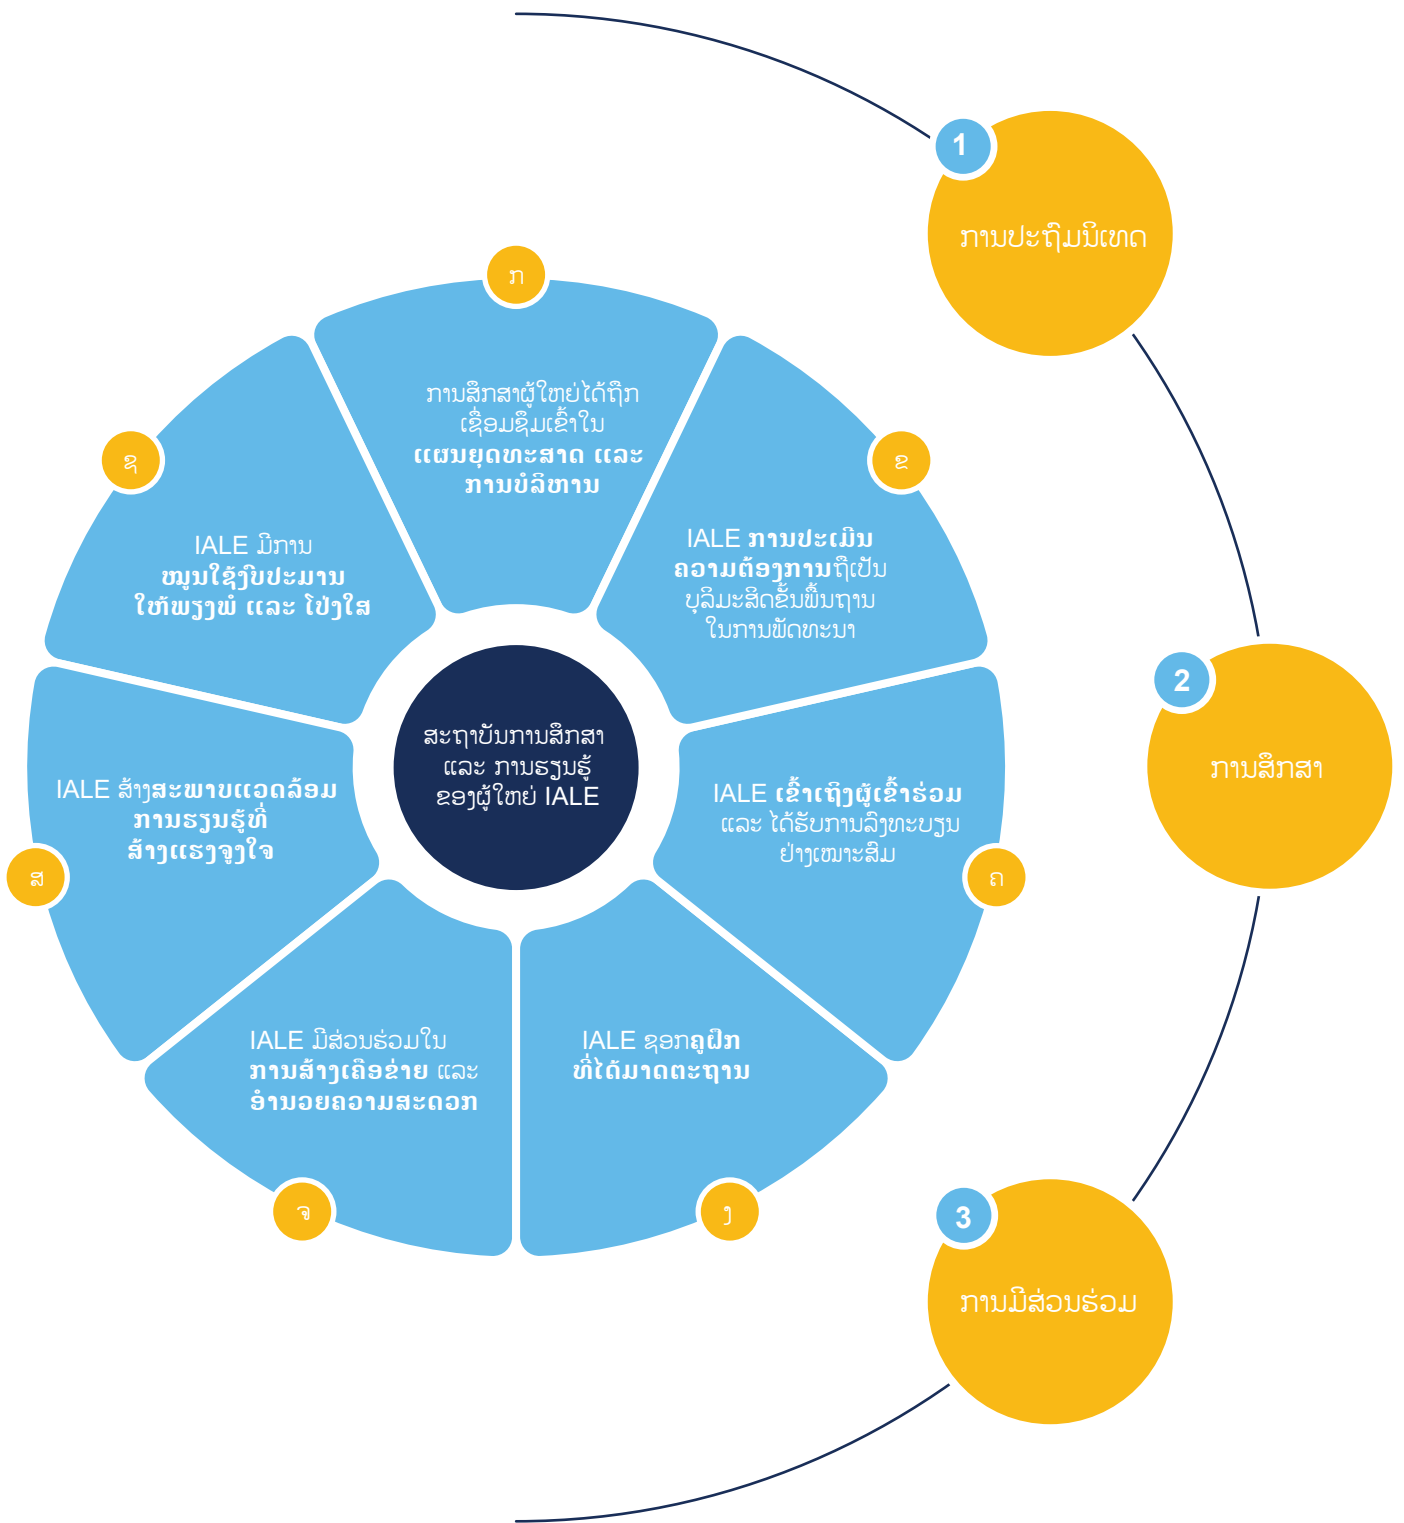 1
ການປະຖົມນິເທດ
ກ
ການສຶກສາຜູ້ໃຫຍ່ໄດ້ຖືກ
ເຊື່ອມຊຶມເຂົ້າໃນ
ແຜນຍຸດທະສາດ ແລະ
ການບໍລິຫານ
ຂ
IALE ການປະເມີນ
ຄວາມຕ້ອງການຖືເປັນ
ບຸລິມະສິດຂັ້ນພື້ນຖານ
ໃນການພັດທະນາ
ຊ
IALE ມີການ
ໝູນໃຊ້ງົບປະມານ
ໃຫ້ພຽງພໍ ແລະ ໂປ່ງໃສ
2
ການສຶກສາ
ສະຖາບັນການສຶກສາ
ແລະ ການຮຽນຮູ້
ຂອງຜູ້ໃຫຍ່ IALE
IALE ເຂົ້າເຖິງຜູ້ເຂົ້າຮ່ວມ
ແລະ ໄດ້ຮັບການລົງທະບຽນ
ຢ່າງເໝາະສົມ
ຄ
IALE ສ້າງສະພາບແວດລ້ອມ
ການຮຽນຮູ້ທີ່
ສ້າງແຮງຈູງໃຈ
ສ
IALE ມີສ່ວນຮ່ວມໃນ
ການສ້າງເຄືອຂ່າຍ ແລະ
ອໍານວຍຄວາມສະດວກ
ຈ
IALE ຊອກຄູຝຶກ
ທີ່ໄດ້ມາດຕະຖານ
ງ
3
ການມີສ່ວນຮ່ວມ